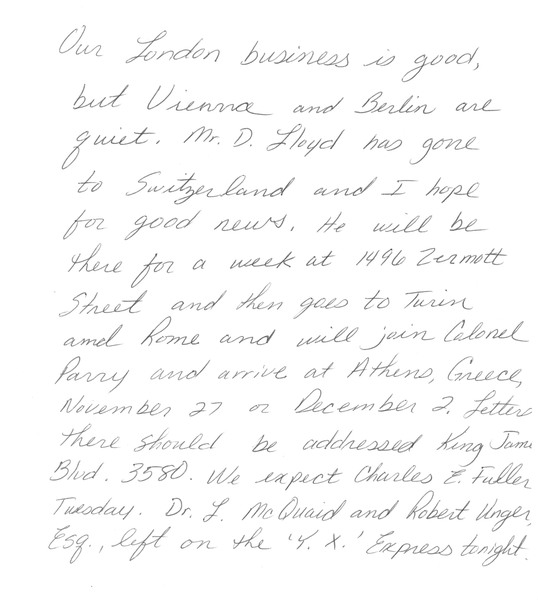 Our London business is good,
but Vienna and Berlin are
quiet. Mr. D. Lloyd has gone
to Switzerland and I hope
for good news. He will be
there for a week at 1496 Zermott
Street and then goes to Turin
and Rome and will join Colonel
Parry and arrive at Athens, Greece,
November 27 or December 2. Letters
there should be addressed King Jame
Blvd. 3580. We expect Charles E. Fuller
Tuesday. Dr. L. McQuaid and Robert Unger,
Esq., left on the 'Y. X.' Express tonight.